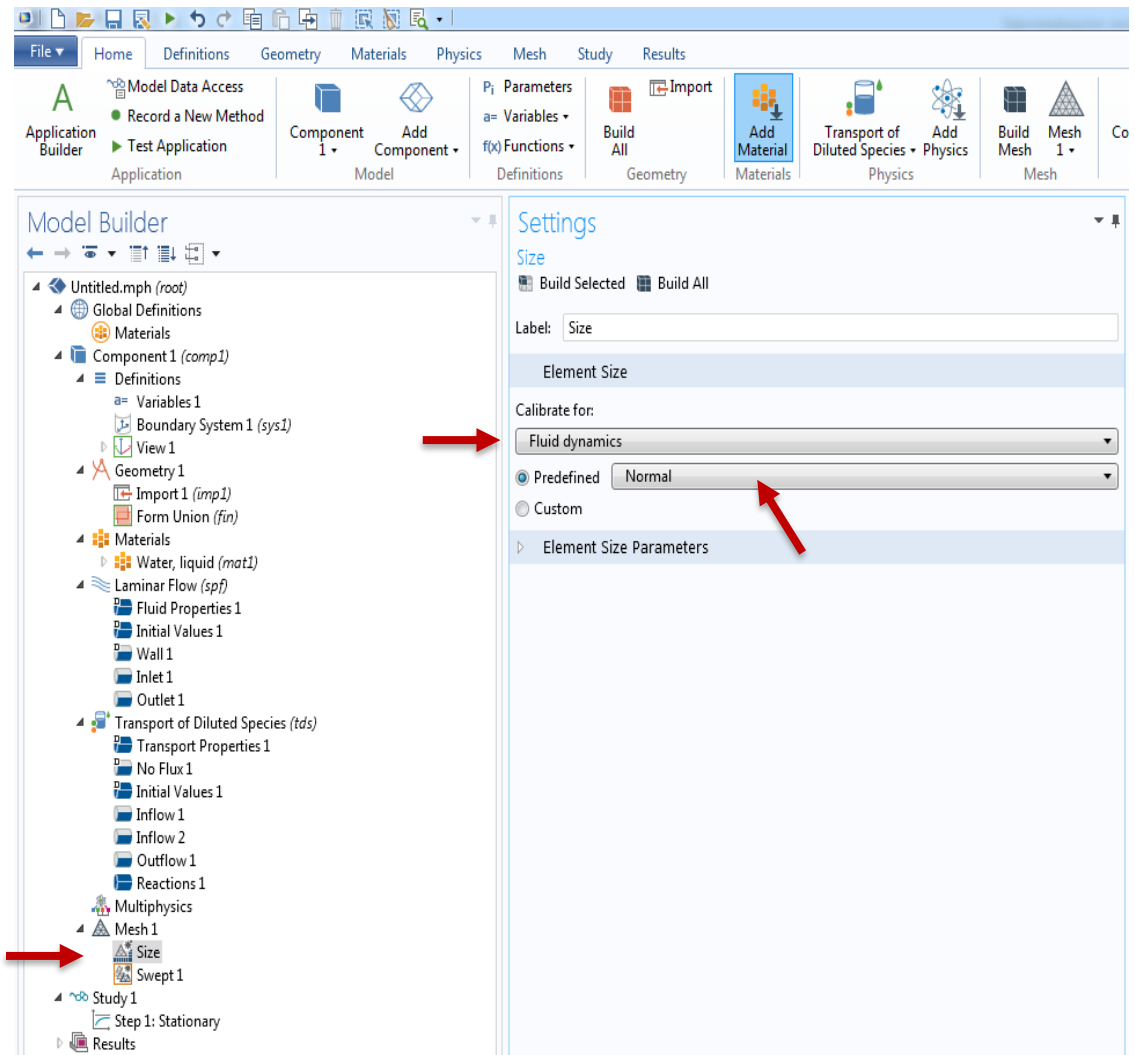 File Home Definitions Geometry Materials Physics Mesh Study Results
Model Data Access
Record a New Method
Test Application
Application
Builder
Application
Component
1
Add
Component
Model
Pi Parameters
a= Variables
f(x) Functions
Definitions
Build
All
Import
Geometry
Add
Material
Materials
Transport of
Diluted Species
Add
Physics
Physics
Build
Mesh
Mesh
1
Mesh
Co
Model Builder
Untitled.mph (root)
Global Definitions
Materials
Component 1 (comp1)
Definitions
a= Variables 1
Boundary System 1 (sys1)
View 1
Geometry 1
Import 1 (imp1)
Form Union (fin)
Materials
Water, liquid (mat1)
Laminar Flow (spf)
Fluid Properties 1
Initial Values 1
Wall 1
Inlet 1
Outlet 1
Transport of Diluted Species (tds)
Transport Properties 1
No Flux 1
Initial Values 1
Inflow 1
Inflow 2
Outflow 1
Reactions 1
Multiphysics
Mesh 1
Size
Swept 1
Study 1
Step 1: Stationary
Results
Settings
Size
Build Selected Build All
Label: Size
Element Size
Calibrate for:
Fluid dynamics
Predefined Normal
Custom
Element Size Parameters